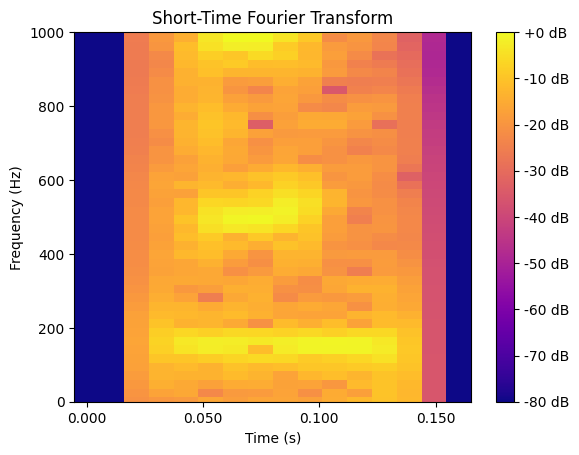 Short-Time Fourier Transform
Frequency (Hz)
1000
800
600
400
200
0
0.000
0.050
0.100
0.150
Time (s)
+0 dB
-10 dB
-20 dB
-30 dB
-40 dB
-50 dB
-60 dB
-70 dB
-80 dB